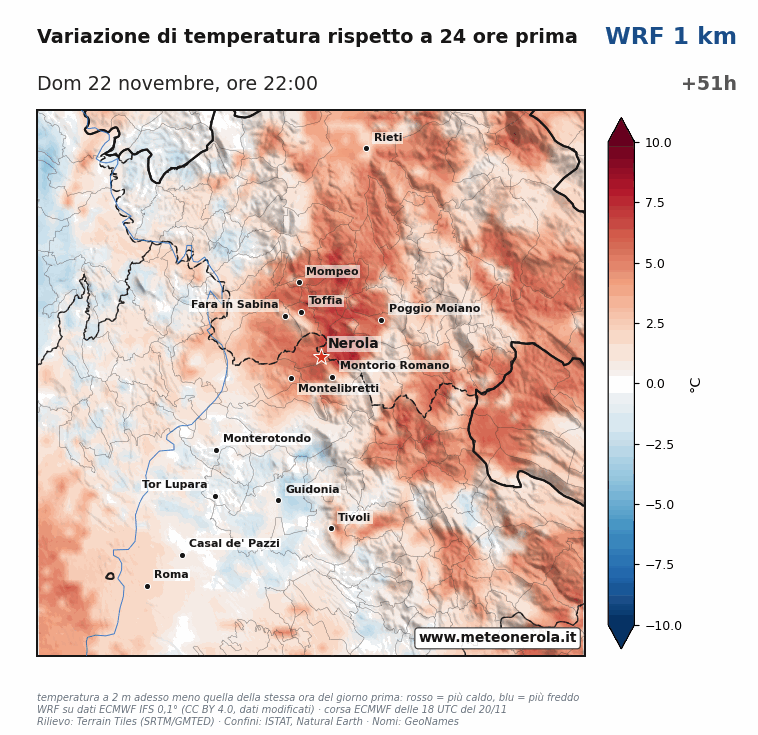 Variazione di temperatura rispetto a 24 ore prima
WRF 1 km
Dom 22 novembre, ore 22:00
+51h
Rieti
Mompeo
Fara in Sabina
Toffia
Poggio Moiano
Nerola
Montorio Romano
Montelibretti
Monterotondo
Tor Lupara
Guidonia
Tivoli
Casal de' Pazzi
Roma
www.meteonerola.it
10.0
7.5
5.0
2.5
0.0
−2.5
−5.0
−7.5
−10.0
°C
temperatura a 2 m adesso meno quella della stessa ora del giorno prima: rosso = più caldo, blu = più freddo
WRF su dati ECMWF IFS 0,1° (CC BY 4.0, dati modificati) · corsa ECMWF delle 18 UTC del 20/11
Rilievo: Terrain Tiles (SRTM/GMTED) · Confini: ISTAT, Natural Earth · Nomi: GeoNames